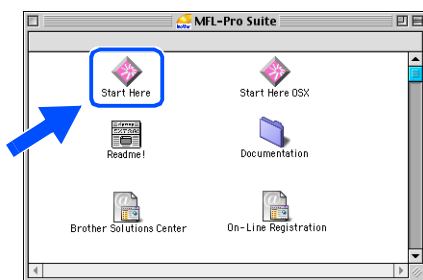 MFL-Pro Suite
Start Here
Start Here OSX
Readme!
Documentation
Brother Solutions Center
On-Line Registration